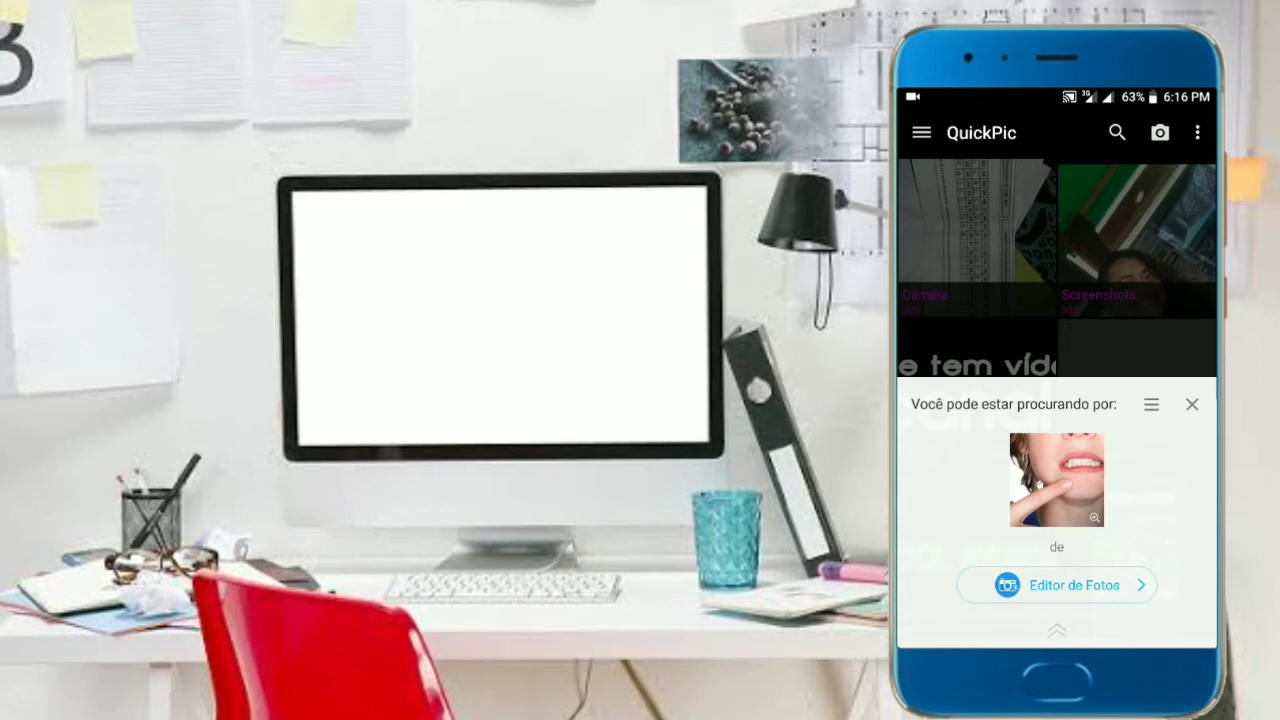 63% 6:16 PM
QuickPic
Camera
Screenshots
e tem víde
Você pode estar procurando por:
de
Editor de Fotos